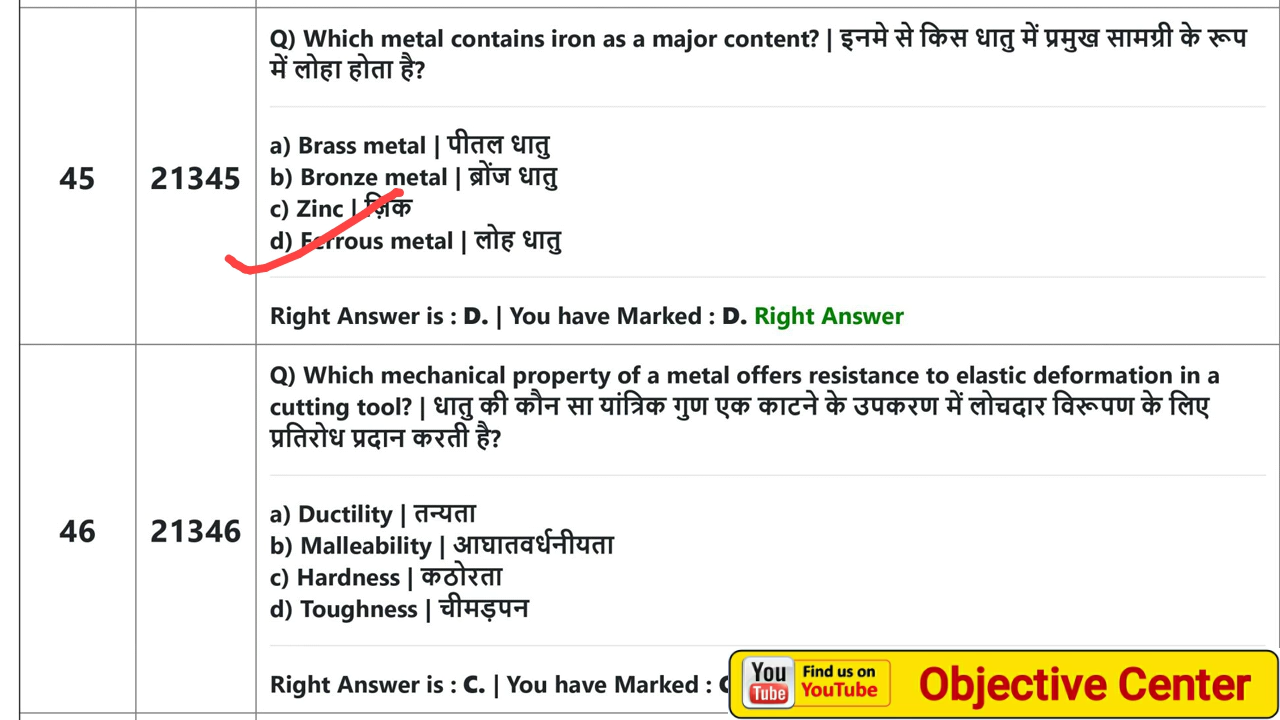 Q) Which metal contains iron as a major content? | इनमे से किस धातु में प्रमुख सामग्री के रूप
में लोहा होता है?
45
21345
a) Brass metal | पीतल धातु
b) Bronze metal | ब्रोंज धातु
c) Zinc | ज़िंक
d) Ferrous metal | लोह धातु
Right Answer is : D. | You have Marked : D. Right Answer
Q) Which mechanical property of a metal offers resistance to elastic deformation in a
cutting tool? | धातु की कौन सा यांत्रिक गुण एक काटने के उपकरण में लोचदार विरूपण के लिए
प्रतिरोध प्रदान करती है?
46
21346
a) Ductility | तन्यता
b) Malleability | आघातवर्धनीयता
c) Hardness | कठोरता
d) Toughness | चीमड़पन
Right Answer is : C. | You have Marked :
You
Tube
Find us on
YouTube
Objective Center